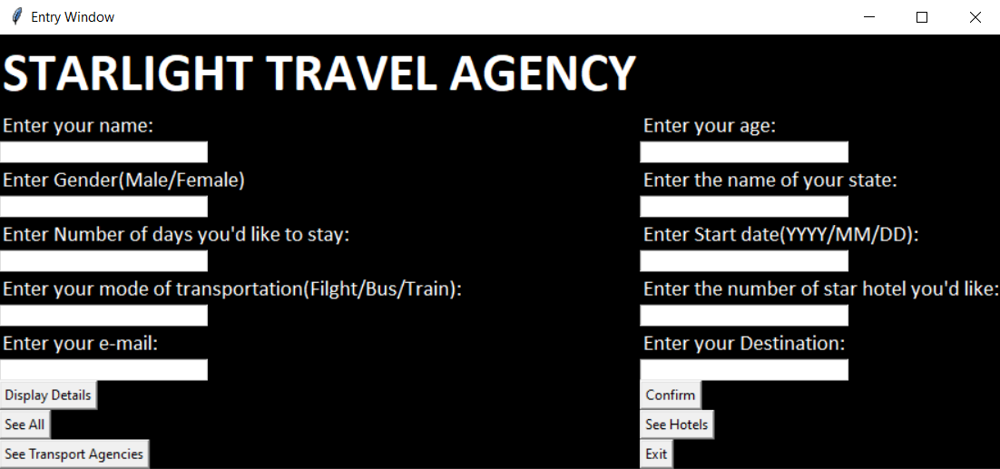 Entry Window
STARLIGHT TRAVEL AGENCY
Enter your name:
Enter your age:
Enter Gender(Male/Female)
Enter the name of your state:
Enter Number of days you'd like to stay:
Enter Start date(YYYY/MM/DD):
Enter your mode of transportation(Filght/Bus/Train):
Enter the number of star hotel you'd like:
Enter your e-mail:
Enter your Destination:
Display Details
Confirm
See All
See Hotels
See Transport Agencies
Exit